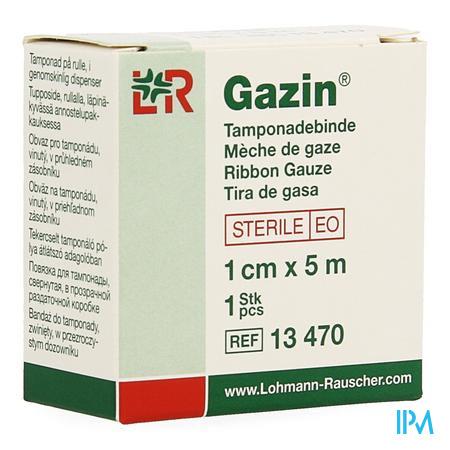 Tamponad på rulle, i
genomskinlig dispenser
Tupposide, rullalla, läpinä-
kyvässä annostelupak-
kauksessa
Obvaz pro tamponádu,
vinutý, v průhledném
zásobníku
Obväz na tamponádu,
vinutý, v priehľadnom
zásobníku
Tekercselt tamponáló pó-
lya átlátszó adagolóban
Повязка для тампонады,
свернутая, в прозрачной
раздаточной коробке
Bandaż do tamponady,
zwinięty, w przezroczy-
stym dozowniku
L&R
Gazin®
Tamponadebinde
Mèche de gaze
Ribbon Gauze
Tira de gasa
STERILE EO
1 cm x 5 m
1 Stk
pcs
REF 13 470
www.Lohmann-Rauscher.com
IPM